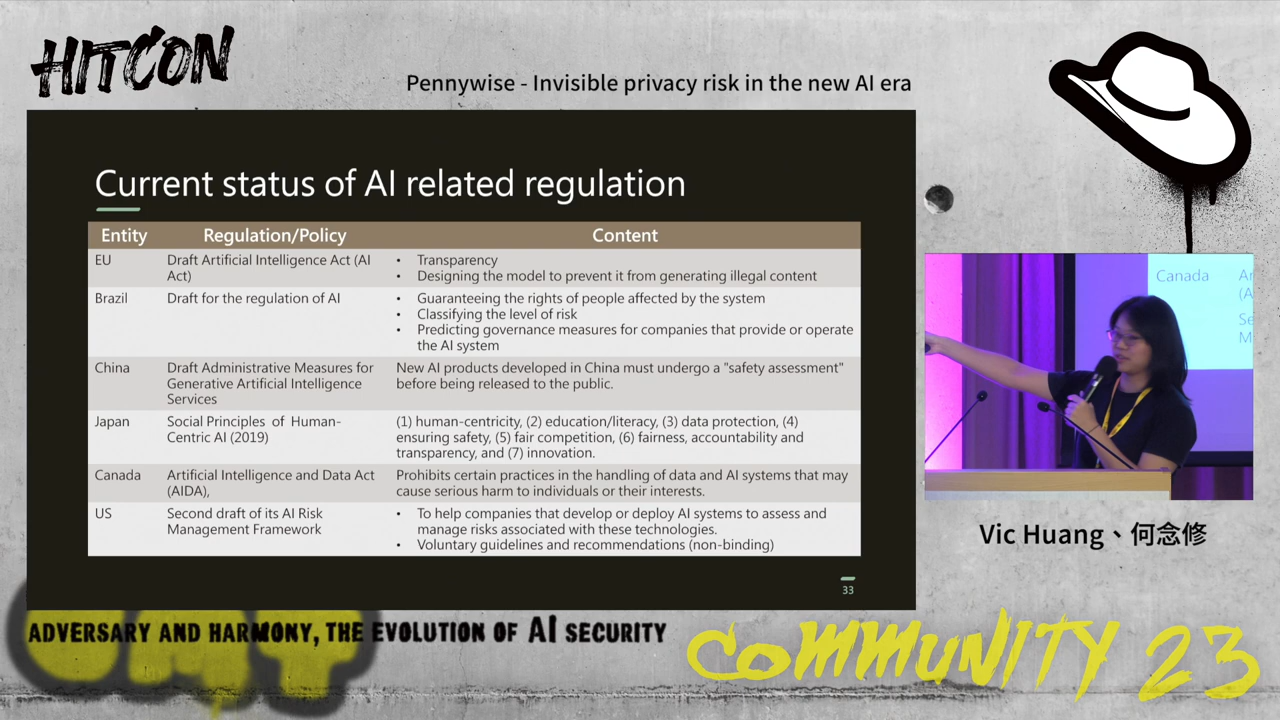 HITCON
Pennywise - Invisible privacy risk in the new AI era
Current status of AI related regulation
Entity Regulation/Policy Content
EU Draft Artificial Intelligence Act (AI Act) • Transparency
• Designing the model to prevent it from generating illegal content
Brazil Draft for the regulation of AI • Guaranteeing the rights of people affected by the system
• Classifying the level of risk
• Predicting governance measures for companies that provide or operate
the AI system
China Draft Administrative Measures for
Generative Artificial Intelligence
Services
New AI products developed in China must undergo a "safety assessment"
before being released to the public.
Japan Social Principles of Human-
Centric AI (2019)
(1) human-centricity, (2) education/literacy, (3) data protection, (4)
ensuring safety, (5) fair competition, (6) fairness, accountability and
transparency, and (7) innovation.
Canada Artificial Intelligence and Data Act
(AIDA),
Prohibits certain practices in the handling of data and AI systems that may
cause serious harm to individuals or their interests.
US Second draft of its AI Risk
Management Framework
• To help companies that develop or deploy AI systems to assess and
manage risks associated with these technologies.
• Voluntary guidelines and recommendations (non-binding)
33
Canada Ar
(A
Se
M
Vic Huang、何念修
ADVERSARY AND HARMONY, THE EVOLUTION OF AI SECURITY
COMMUNITY 23